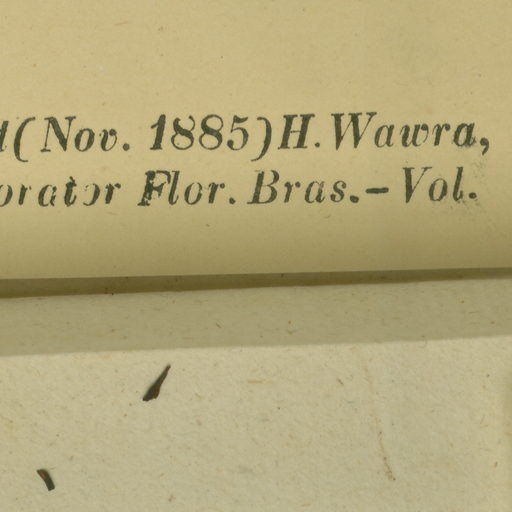 (Nov. 1885) H. Wawra,
orator Flor. Bras. – Vol.